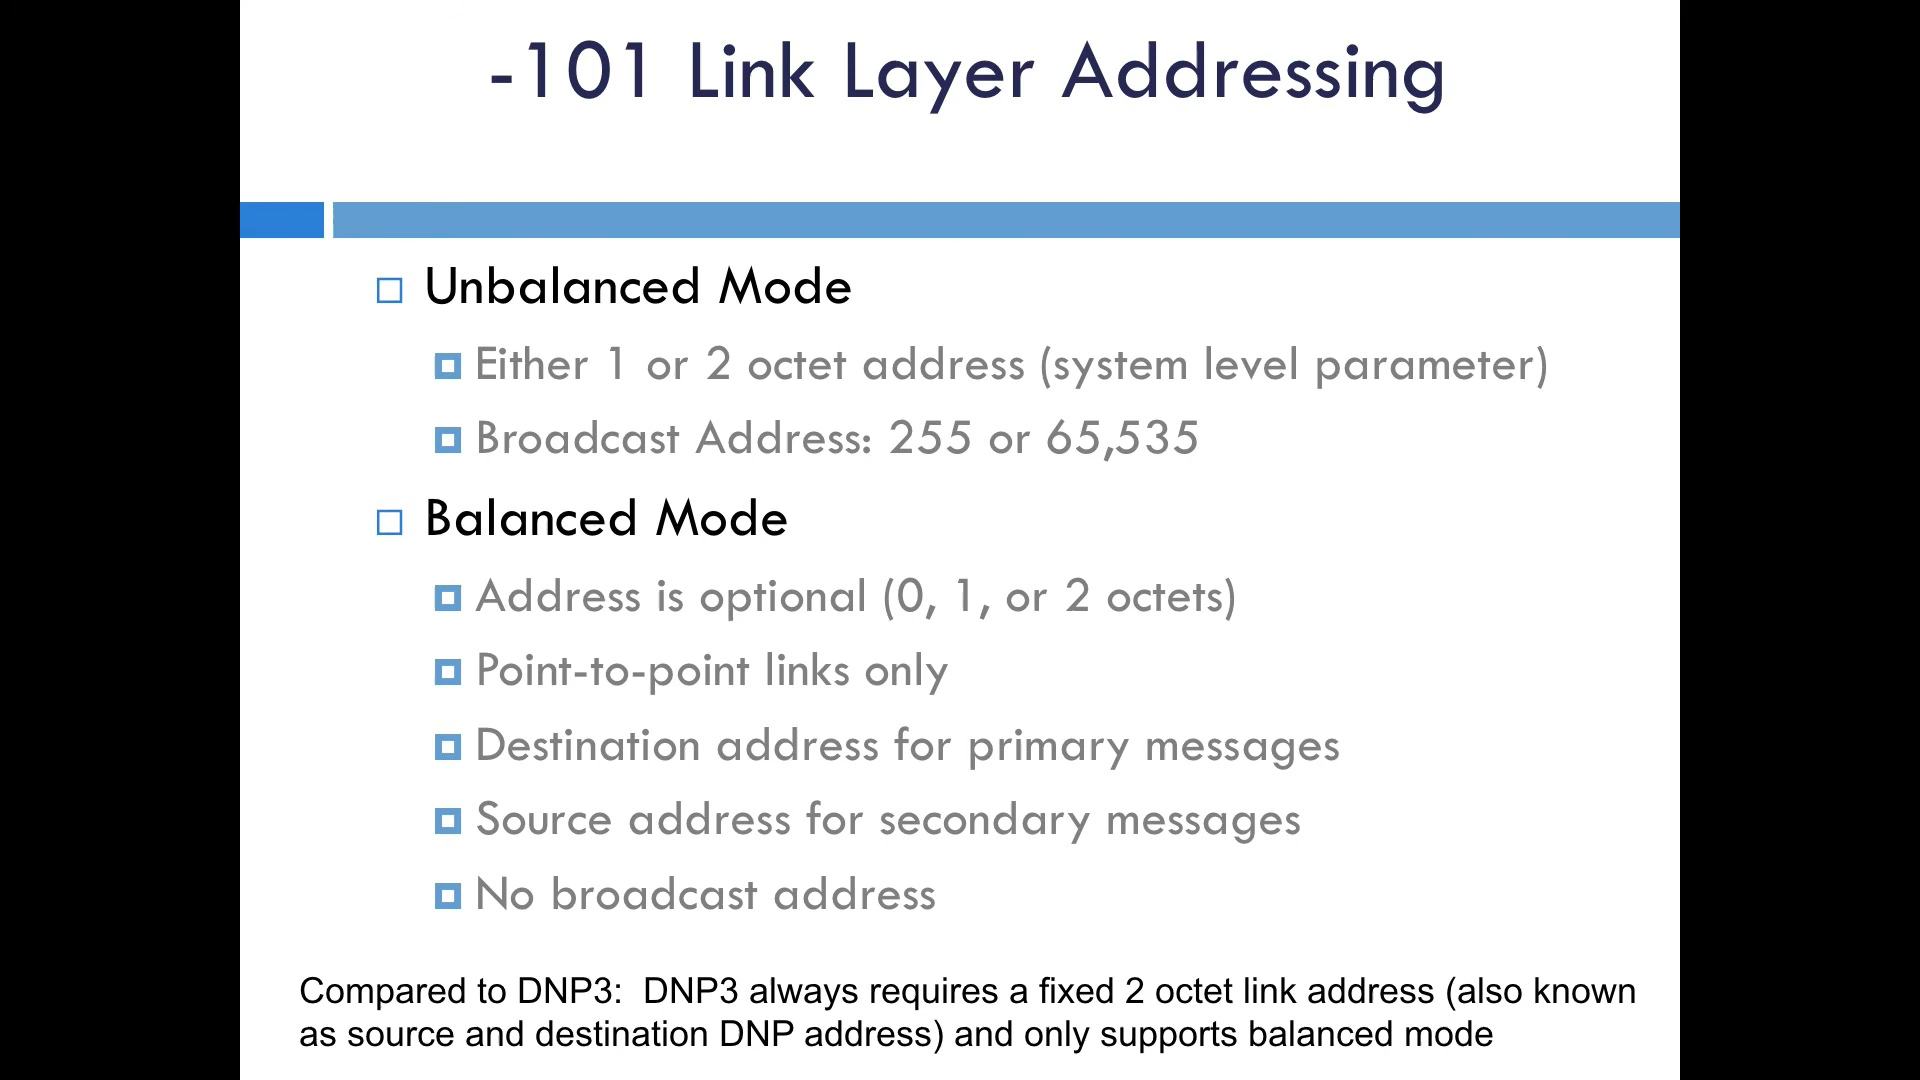 -101 Link Layer Addressing
Unbalanced Mode
Either 1 or 2 octet address (system level parameter)
Broadcast Address: 255 or 65,535
Balanced Mode
Address is optional (0, 1, or 2 octets)
Point-to-point links only
Destination address for primary messages
Source address for secondary messages
No broadcast address
Compared to DNP3:  DNP3 always requires a fixed 2 octet link address (also known
as source and destination DNP address) and only supports balanced mode